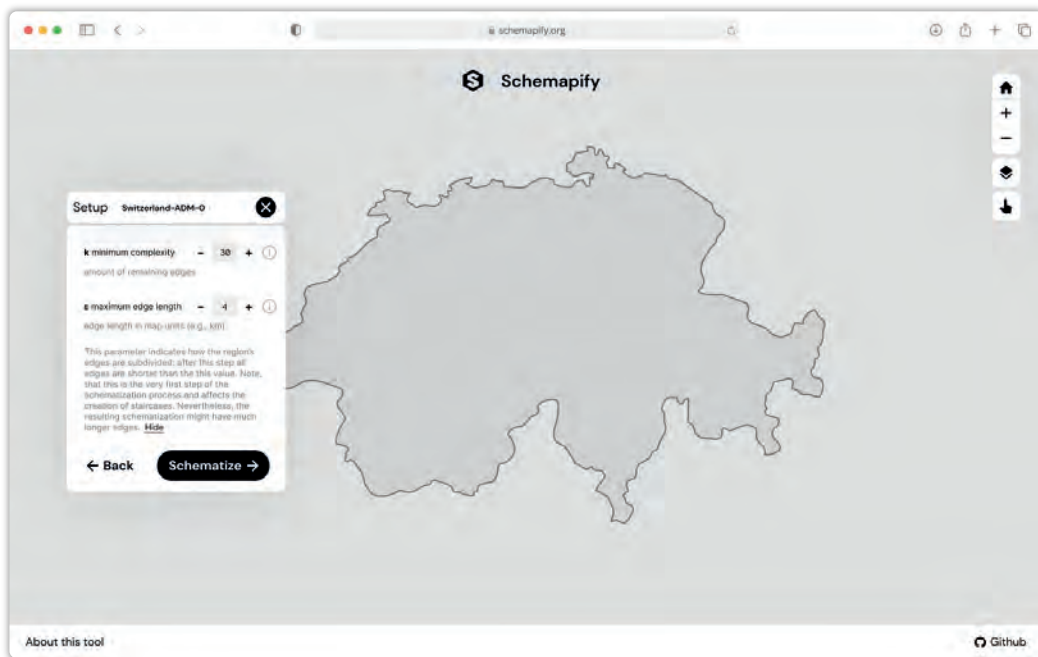 schemapify.org
Schemapify
Setup Switzerland-ADM-0
k minimum complexity - 30 +
amount of remaining edges
ε maximum edge length - +
edge length in map-units (e.g., km)
This parameter indicates how the region's
edges are subdivided; after this step all
edges are shorter than the this value. Note,
that this is the very first step of the
schematization process and affects the
creation of staircases. Nevertheless, the
resulting schematization might have much
longer edges. Hide
← Back
Schematize →
About this tool
Github